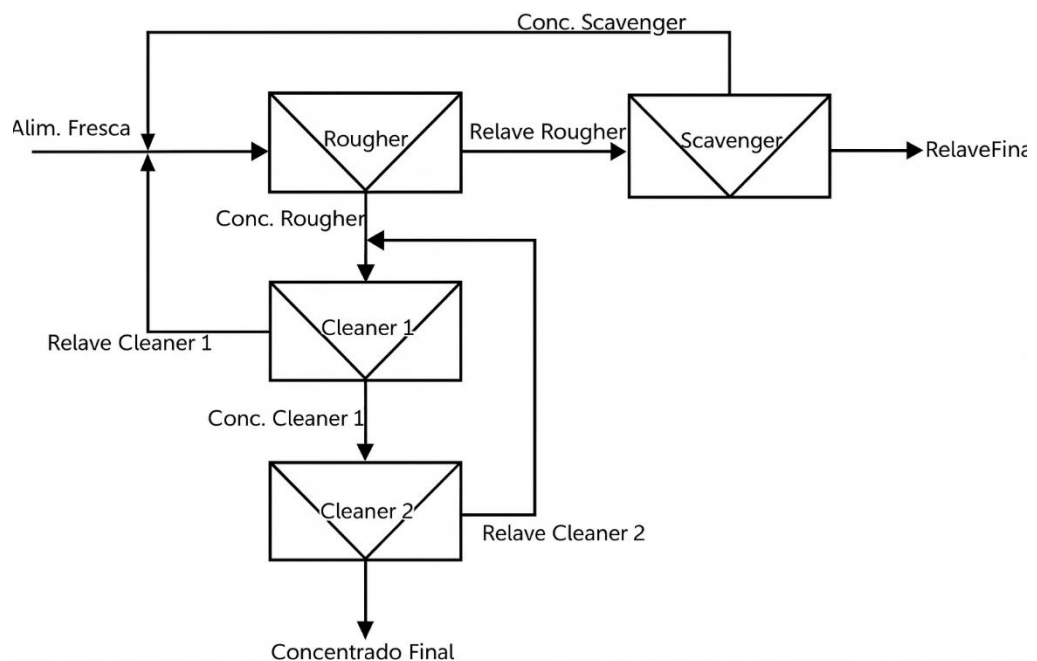 Conc. Scavenger
Alim. Fresca
Rougher
Relave Rougher
Scavenger
RelaveFina
Conc. Rougher
Cleaner 1
Relave Cleaner 1
Conc. Cleaner 1
Cleaner 2
Relave Cleaner 2
Concentrado Final